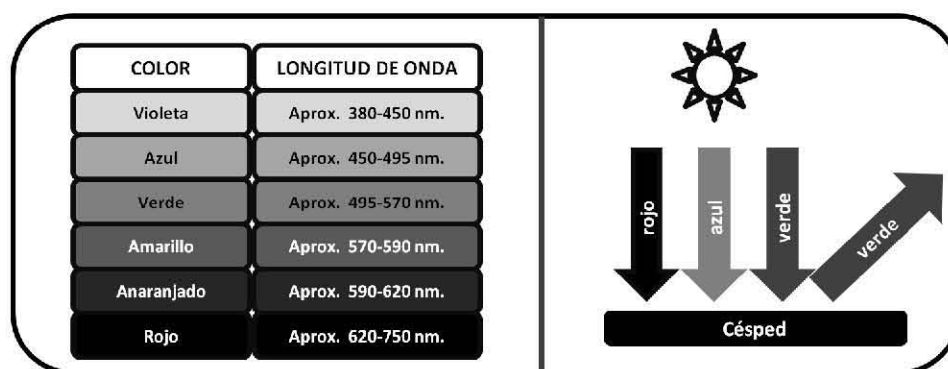 COLOR LONGITUD DE ONDA
Violeta Aprox. 380-450 nm.
Azul Aprox. 450-495 nm.
Verde Aprox. 495-570 nm.
Amarillo Aprox. 570-590 nm.
Anaranjado Aprox. 590-620 nm.
Rojo Aprox. 620-750 nm.
rojo
azul
verde
verde
Césped